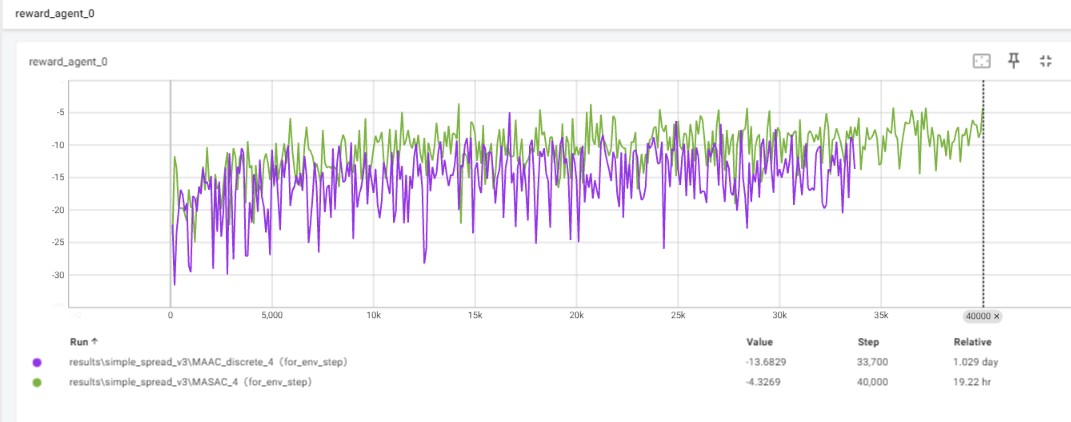 reward_agent_0
reward_agent_0
-5
-10
-15
-20
-25
-30
0 5,000 10k 15k 20k 25k 30k 35k 40000 ×
Run ↑ Value Step Relative
results\simple_spread_v3\MAAC_discrete_4（for_env_step） -13.6829 33,700 1.029 day
results\simple_spread_v3\MASAC_4（for_env_step） -4.3269 40,000 19.22 hr